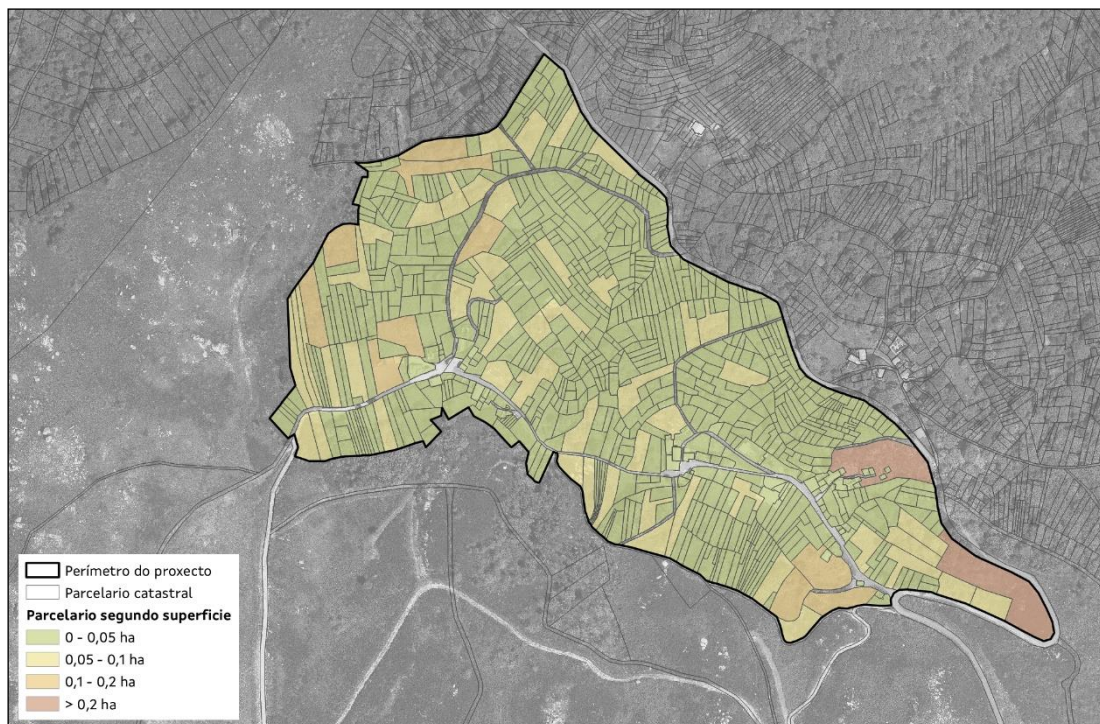 Perímetro do proxecto
Parcelario catastral
Parcelario segundo superficie
0 - 0,05 ha
0,05 - 0,1 ha
0,1 - 0,2 ha
> 0,2 ha